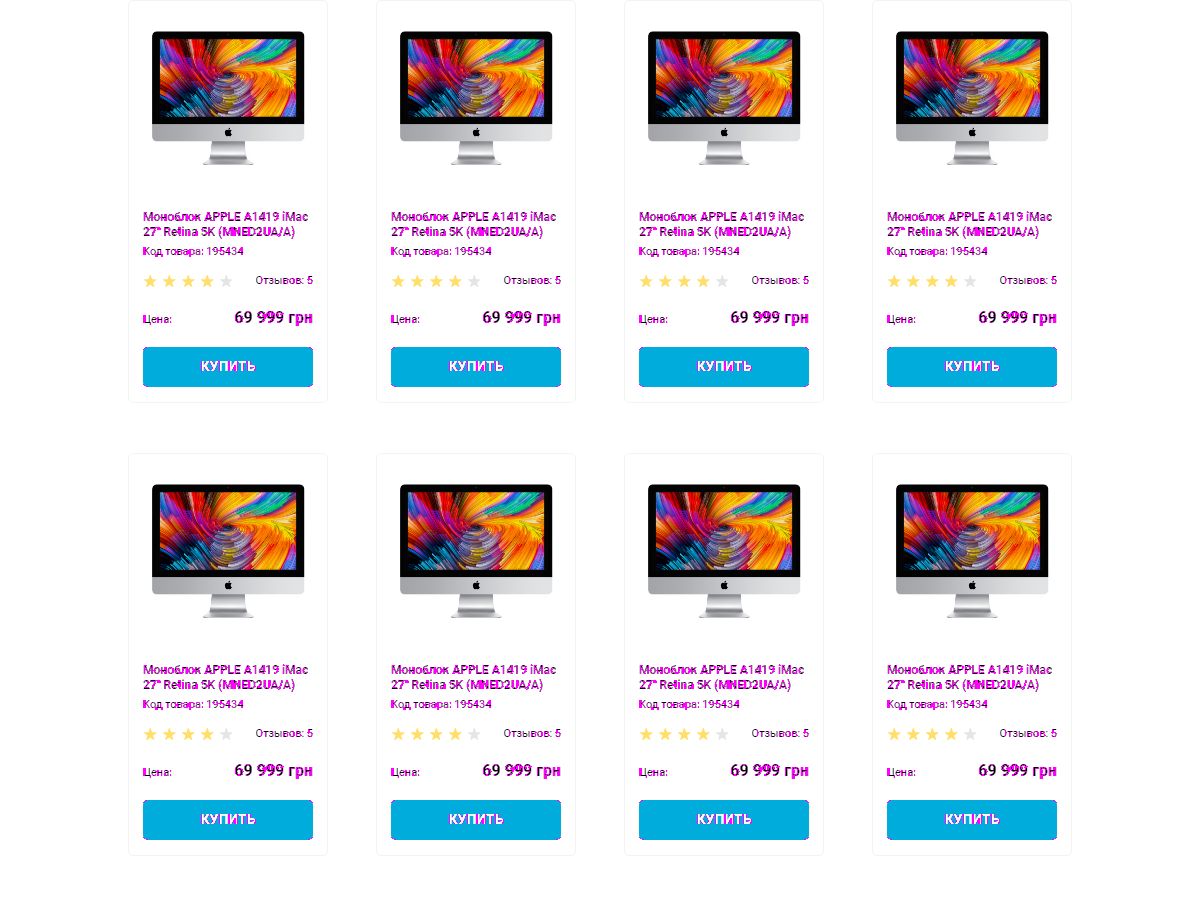 Моноблок APPLE A1419 iMac Моноблок APPLE A1419 iMac Моноблок APPLE A1419 iMac Моноблок APPLE A1419 iMac
27" Retina 5K (MNED2UA/A) 27" Retina 5K (MNED2UA/A) 27" Retina 5K (MNED2UA/A) 27" Retina 5K (MNED2UA/A)
Код товара: 195434 Код товара: 195434 Код товара: 195434 Код товара: 195434
Отзывов: 5 Отзывов: 5 Отзывов: 5 Отзывов: 5
Цена: 69 999 грн Цена: 69 999 грн Цена: 69 999 грн Цена: 69 999 грн
КУПИТЬ КУПИТЬ КУПИТЬ КУПИТЬ
Моноблок APPLE A1419 iMac Моноблок APPLE A1419 iMac Моноблок APPLE A1419 iMac Моноблок APPLE A1419 iMac
27" Retina 5K (MNED2UA/A) 27" Retina 5K (MNED2UA/A) 27" Retina 5K (MNED2UA/A) 27" Retina 5K (MNED2UA/A)
Код товара: 195434 Код товара: 195434 Код товара: 195434 Код товара: 195434
Отзывов: 5 Отзывов: 5 Отзывов: 5 Отзывов: 5
Цена: 69 999 грн Цена: 69 999 грн Цена: 69 999 грн Цена: 69 999 грн
КУПИТЬ КУПИТЬ КУПИТЬ КУПИТЬ